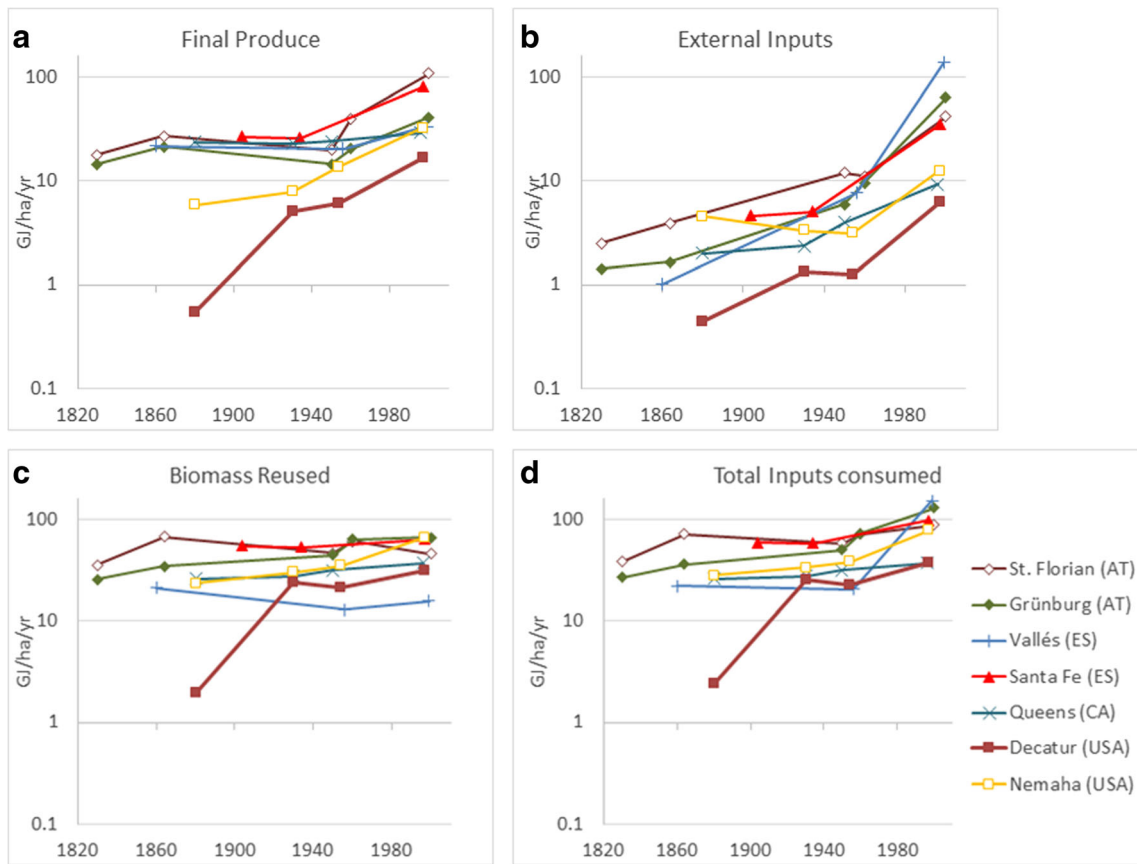 a
Final Produce
GJ/ha/yr
100
10
1
0.1
1820 1860 1900 1940 1980
b
External Inputs
GJ/ha/yr
100
10
1
0.1
1820 1860 1900 1940 1980
c
Biomass Reused
GJ/ha/yr
100
10
1
0.1
1820 1860 1900 1940 1980
d
Total Inputs consumed
GJ/ha/yr
100
10
1
0.1
1820 1860 1900 1940 1980
St. Florian (AT)
Grünburg (AT)
Vallés (ES)
Santa Fe (ES)
Queens (CA)
Decatur (USA)
Nemaha (USA)